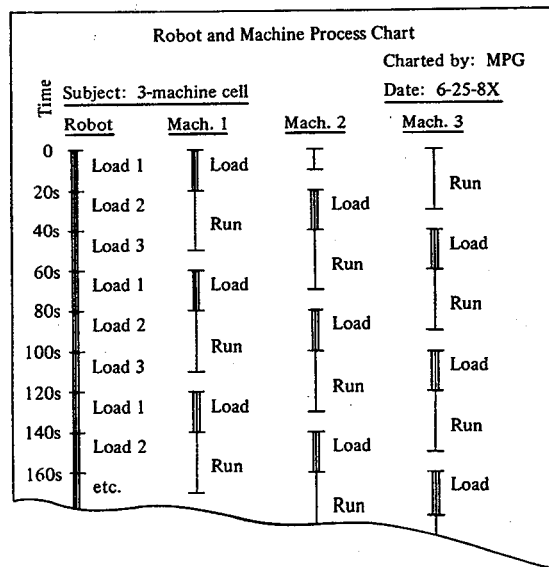 Robot and Machine Process Chart
Charted by: MPG
Subject: 3-machine cell
Date: 6-25-8X
Time
Robot
Mach. 1
Mach. 2
Mach. 3
0
Load 1
Load
Run
20s
Load 2
Run
Load
40s
Load 3
Run
Load
60s
Load 1
Load
Run
80s
Load 2
Run
Load
100s
Load 3
Run
Load
120s
Load 1
Load
Run
140s
Load 2
Run
Load
160s
etc.
Run
Load